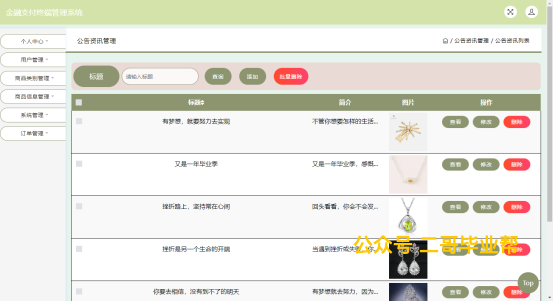 金融支付终端管理系统
个人中心
用户管理
商品类别管理
商品信息管理
系统管理
订单管理
公告资讯管理
/ 公告资讯管理 / 公告资讯列表
标题
请输入标题
查询
添加
批量删除
标题
简介
图片
操作
有梦想，就要努力去实现
不管你想要怎样的生活...
查看
修改
删除
又是一年毕业季
又是一年毕业季，感慨...
查看
修改
删除
挫折路上，坚持常在心间
回头看看，你会不会发...
查看
修改
删除
挫折是另一个生命的开端
当遇到挫折或失
查看
修改
删除
公众号 二哥毕业帮
你要去相信，没有到不了的明天
有梦想就去努力，因为...
查看
修改
删除
Top